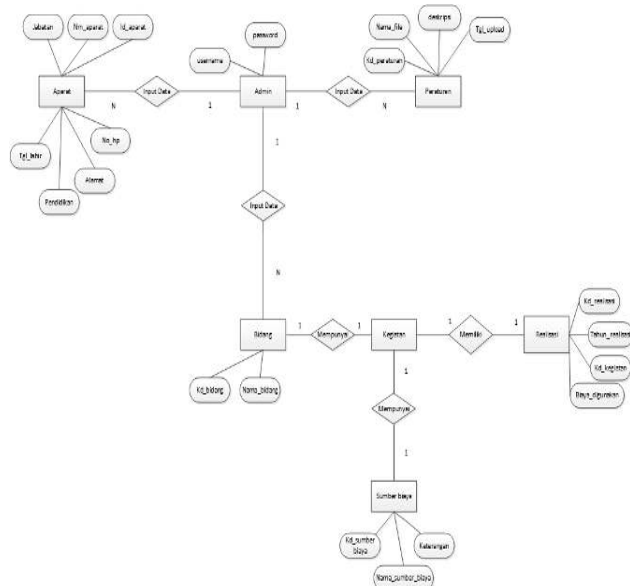 Jabatan
Nm_aparat
Id_aparat
username
password
Nama_file
deskripsi
Tgl_upload
Kd_peraturan
Aparat
Input Data
Admin
Input Data
Peraturan
N
1
1
N
No_hp
Tgl_lahir
Alamat
Pendidikan
1
Input Data
N
Bidang
1
Mempunyai
1
Kegiatan
1
Memiliki
1
Realisasi
Kd_realisasi
Tahun_realisasi
Kd_kegiatan
Biaya_digunakan
Kd_bidang
Nama_bidang
1
Mempunyai
1
Sumber biaya
Kd_sumber
biaya
Keterangan
Nama_sumber_biaya